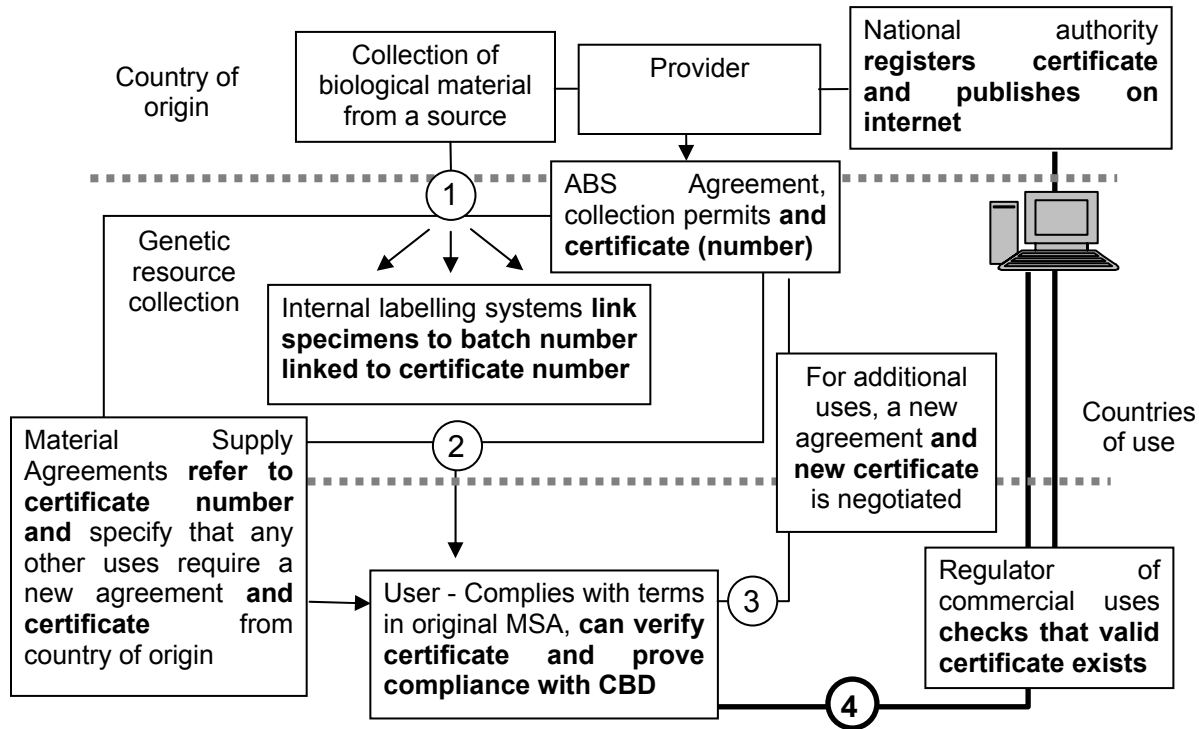 Country of
origin
Collection of
biological material
from a source
Provider
National authority
registers certificate
and publishes on
internet
1
ABS Agreement,
collection permits and
certificate (number)
Genetic
resource
collection
Internal labelling systems link
specimens to batch number
linked to certificate number
For additional
uses, a new
agreement and
new certificate
is negotiated
Countries
of use
Material Supply
Agreements refer to
certificate number
and specify that any
other uses require a
new agreement and
certificate from
country of origin
2
User - Complies with terms
in original MSA, can verify
certificate and prove
compliance with CBD
3
Regulator of
commercial uses
checks that valid
certificate exists
4